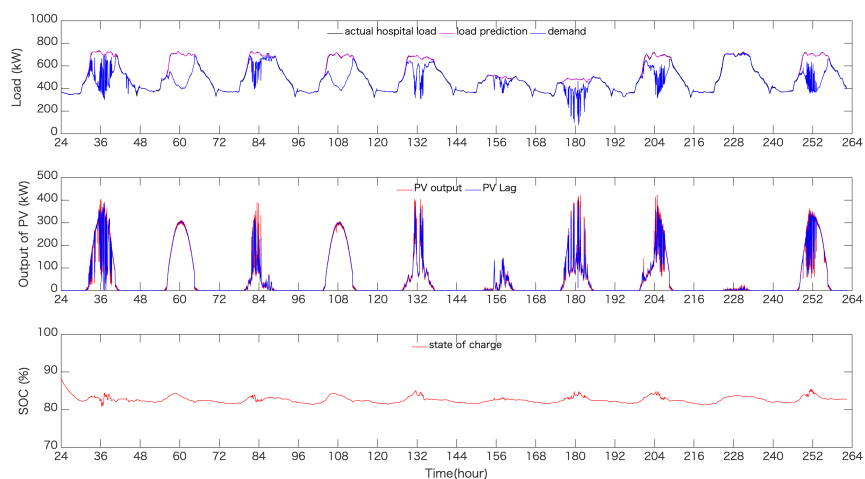 1000
800
600
400
200
0
Load (kW)
actual hospital load load prediction demand
24 36 48 60 72 84 96 108 120 132 144 156 168 180 192 204 216 228 240 252 264
500
400
300
200
100
0
Output of PV (kW)
PV output PV Lag
24 36 48 60 72 84 96 108 120 132 144 156 168 180 192 204 216 228 240 252 264
100
90
80
70
SOC (%)
state of charge
24 36 48 60 72 84 96 108 120 132 144 156 168 180 192 204 216 228 240 252 264
Time(hour)